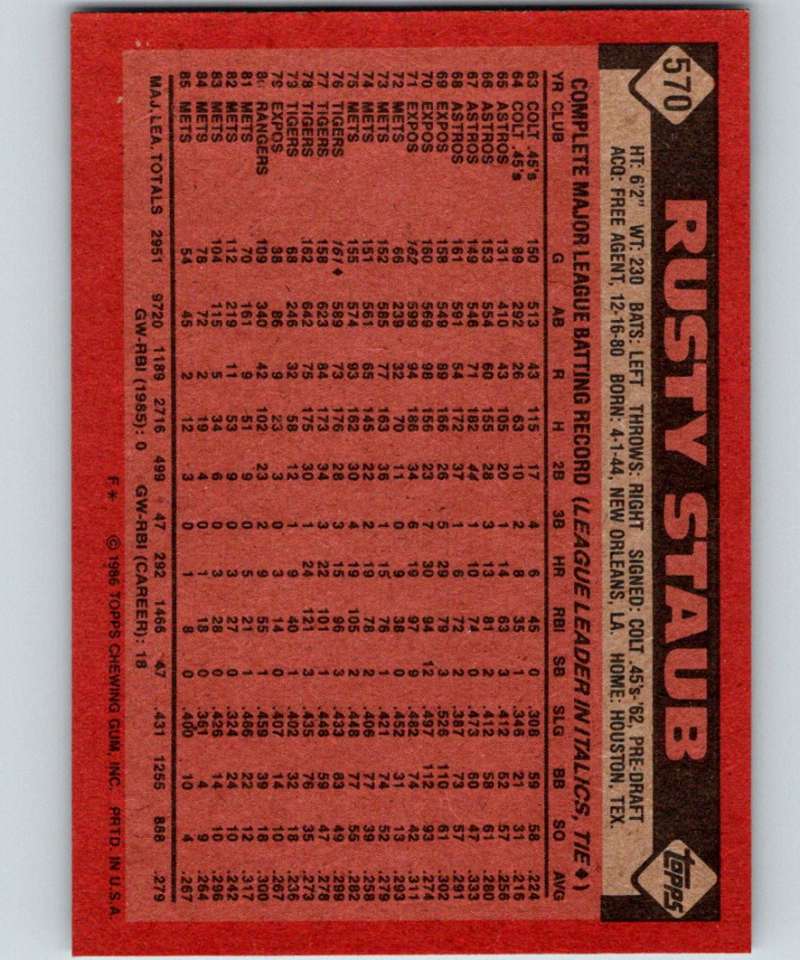 570
RUSTY STAUB
topps
HT: 6'2" WT: 230 BATS: LEFT THROWS: RIGHT SIGNED: COLT .45's-'62, PRE-DRAFT
ACQ: FREE AGENT, 12-16-80 BORN: 4-1-44, NEW ORLEANS, LA. HOME: HOUSTON, TEX.
COMPLETE MAJOR LEAGUE BATTING RECORD (LEAGUE LEADER IN ITALICS, TIE♦)
YR CLUB G AB R H 2B 3B HR RBI SB SLG BB SO AVG
63 COLT .45's 150 513 43 115 17 4 6 45 0 .308 59 58 .224
64 COLT .45's 89 292 26 63 10 2 8 35 1 .346 21 31 .216
65 ASTROS 131 410 43 105 20 1 14 63 3 .412 52 57 .256
66 ASTROS 153 554 60 155 28 3 13 81 2 .412 58 61 .280
67 ASTROS 149 546 71 182 44 1 10 74 0 .473 60 47 .333
68 ASTROS 161 591 54 172 37 1 6 72 2 .387 73 57 .291
69 EXPOS 158 549 89 166 26 5 29 79 3 .526 110 61 .302
70 EXPOS 160 569 98 156 23 7 30 94 12 .497 112 93 .274
71 EXPOS 162 599 94 186 34 6 19 97 9 .482 74 42 .311
72 METS 66 239 32 70 11 0 9 38 0 .452 31 13 .293
73 METS 152 585 77 163 36 1 15 76 1 .421 74 52 .279
74 METS 151 561 65 145 22 2 19 78 2 .406 77 39 .258
75 METS 155 574 93 162 30 4 19 105 2 .448 77 55 .282
76 TIGERS 161♦ 589 73 176 28 3 15 96 3 .433 83 49 .299
77 TIGERS 158 623 84 173 34 3 22 101 1 .448 59 47 .278
78 TIGERS 162 642 75 175 30 1 24 121 3 .435 76 35 .273
79 TIGERS 68 246 32 58 12 1 9 40 1 .402 32 18 .236
79 EXPOS 38 86 9 23 3 0 3 14 0 .407 14 10 .267
80 RANGERS 109 340 42 102 23 2 9 55 1 .459 39 18 .300
81 METS 70 161 9 51 9 0 5 21 1 .466 22 12 .317
82 METS 112 219 11 53 9 0 3 27 0 .324 24 10 .242
83 METS 104 115 5 34 6 0 3 28 0 .426 14 10 .296
84 METS 78 72 2 19 4 0 1 18 0 .361 4 9 .264
85 METS 54 45 2 12 3 0 1 8 0 .400 10 4 .267
MAJ. LEA. TOTALS 2951 9720 1189 2716 499 47 292 1466 47 .431 1255 888 .279
GW-RBI (1985): 0 GW-RBI (CAREER): 18
F* © 1986 TOPPS CHEWING GUM, INC. PRTD. IN U.S.A.